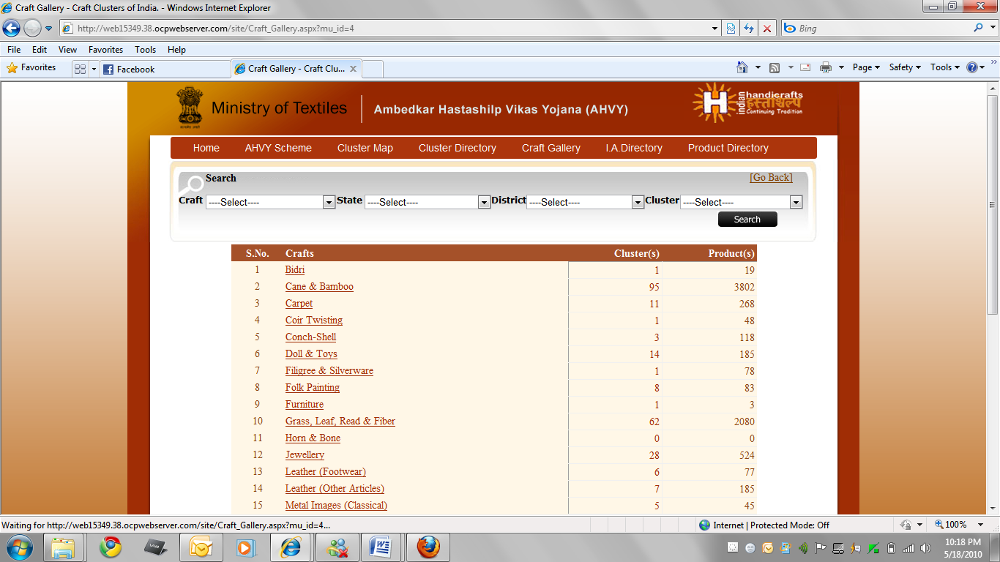 Craft Gallery - Craft Clusters of India. - Windows Internet Explorer
http://web15349.38.ocpwebserver.com/site/Craft_Gallery.aspx?mu_id=4
Bing
File Edit View Favorites Tools Help
Favorites
Facebook
Craft Gallery - Craft Clu...
Page Safety Tools
Ministry of Textiles
Ambedkar Hastashilp Vikas Yojana (AHVY)
indian handicrafts
हस्तशिल्प
Continuing Tradition
Home AHVY Scheme Cluster Map Cluster Directory Craft Gallery I.A.Directory Product Directory
Search [Go Back]
Craft ----Select---- State ----Select---- District ----Select---- Cluster ----Select----
Search
S.No. Crafts Cluster(s) Product(s)
1 Bidri 1 19
2 Cane & Bamboo 95 3802
3 Carpet 11 268
4 Coir Twisting 1 48
5 Conch-Shell 3 118
6 Doll & Toys 14 185
7 Filigree & Silverware 1 78
8 Folk Painting 8 83
9 Furniture 1 3
10 Grass, Leaf, Read & Fiber 62 2080
11 Horn & Bone 0 0
12 Jewellery 28 524
13 Leather (Footwear) 6 77
14 Leather (Other Articles) 7 185
15 Metal Images (Classical) 5 45
Waiting for http://web15349.38.ocpwebserver.com/site/Craft_Gallery.aspx?mu_id=4...
Internet | Protected Mode: Off
100%
VAIO
10:18 PM
5/18/2010